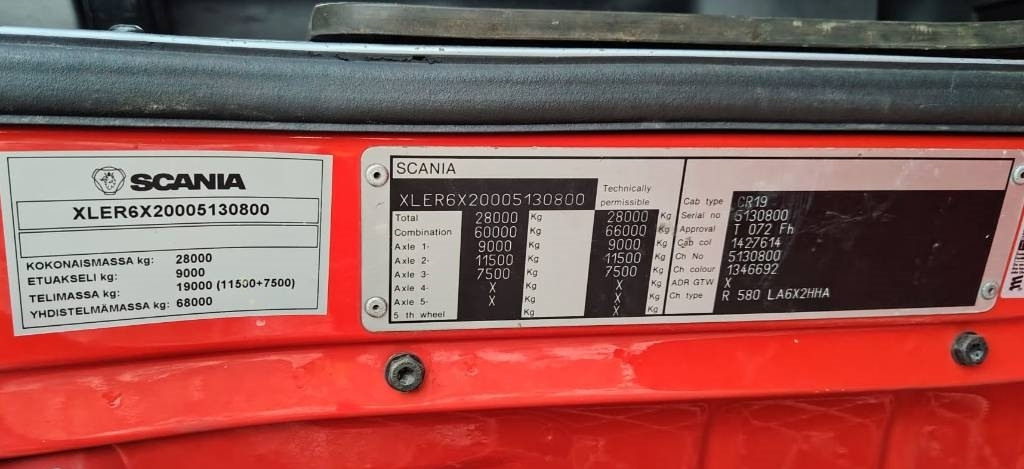 SCANIA
XLER6X20005130800
KOKONAISMASSA kg: 28000
ETUAKSELI kg: 9000
TELIMASSA kg: 19000 (11500+7500)
YHDISTELMÄMASSA kg: 68000
SCANIA
XLER6X20005130800 Technically permissible
Total 28000 Kg 28000 Kg
Combination 60000 Kg 66000 Kg
Axle 1- 9000 Kg 9000 Kg
Axle 2- 11500 Kg 11500 Kg
Axle 3- 7500 Kg 7500 Kg
Axle 4- X Kg X Kg
Axle 5- X Kg X Kg
5 th wheel X Kg X Kg
Cab type CR19
Serial no 5130800
Approval T 072 Fh
Cab col 1427614
Ch No 5130800
Ch colour 1346692
ADR GTW X
Ch type R 580 LA6X2HHA